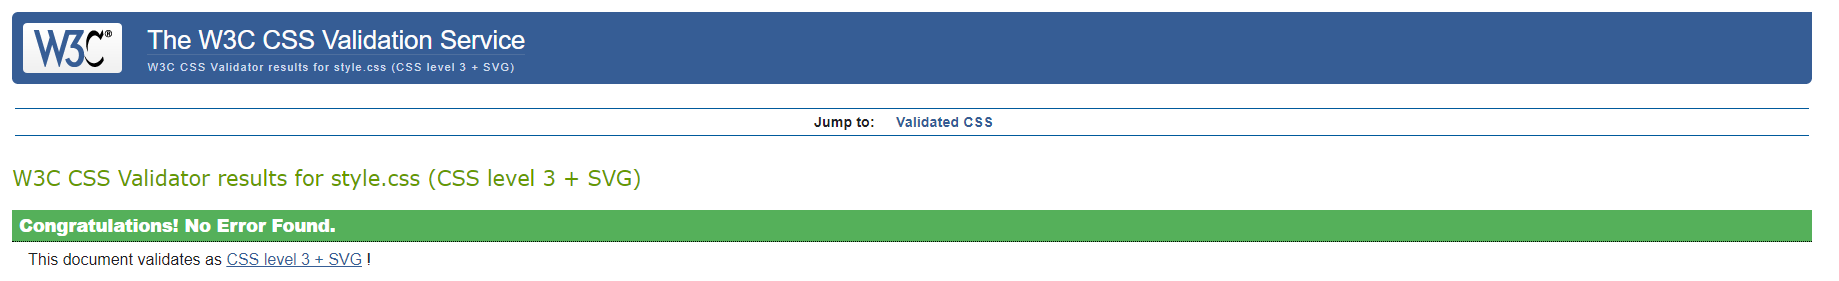 W3C®
The W3C CSS Validation Service
W3C CSS Validator results for style.css (CSS level 3 + SVG)
Jump to: Validated CSS
W3C CSS Validator results for style.css (CSS level 3 + SVG)
Congratulations! No Error Found.
This document validates as CSS level 3 + SVG !